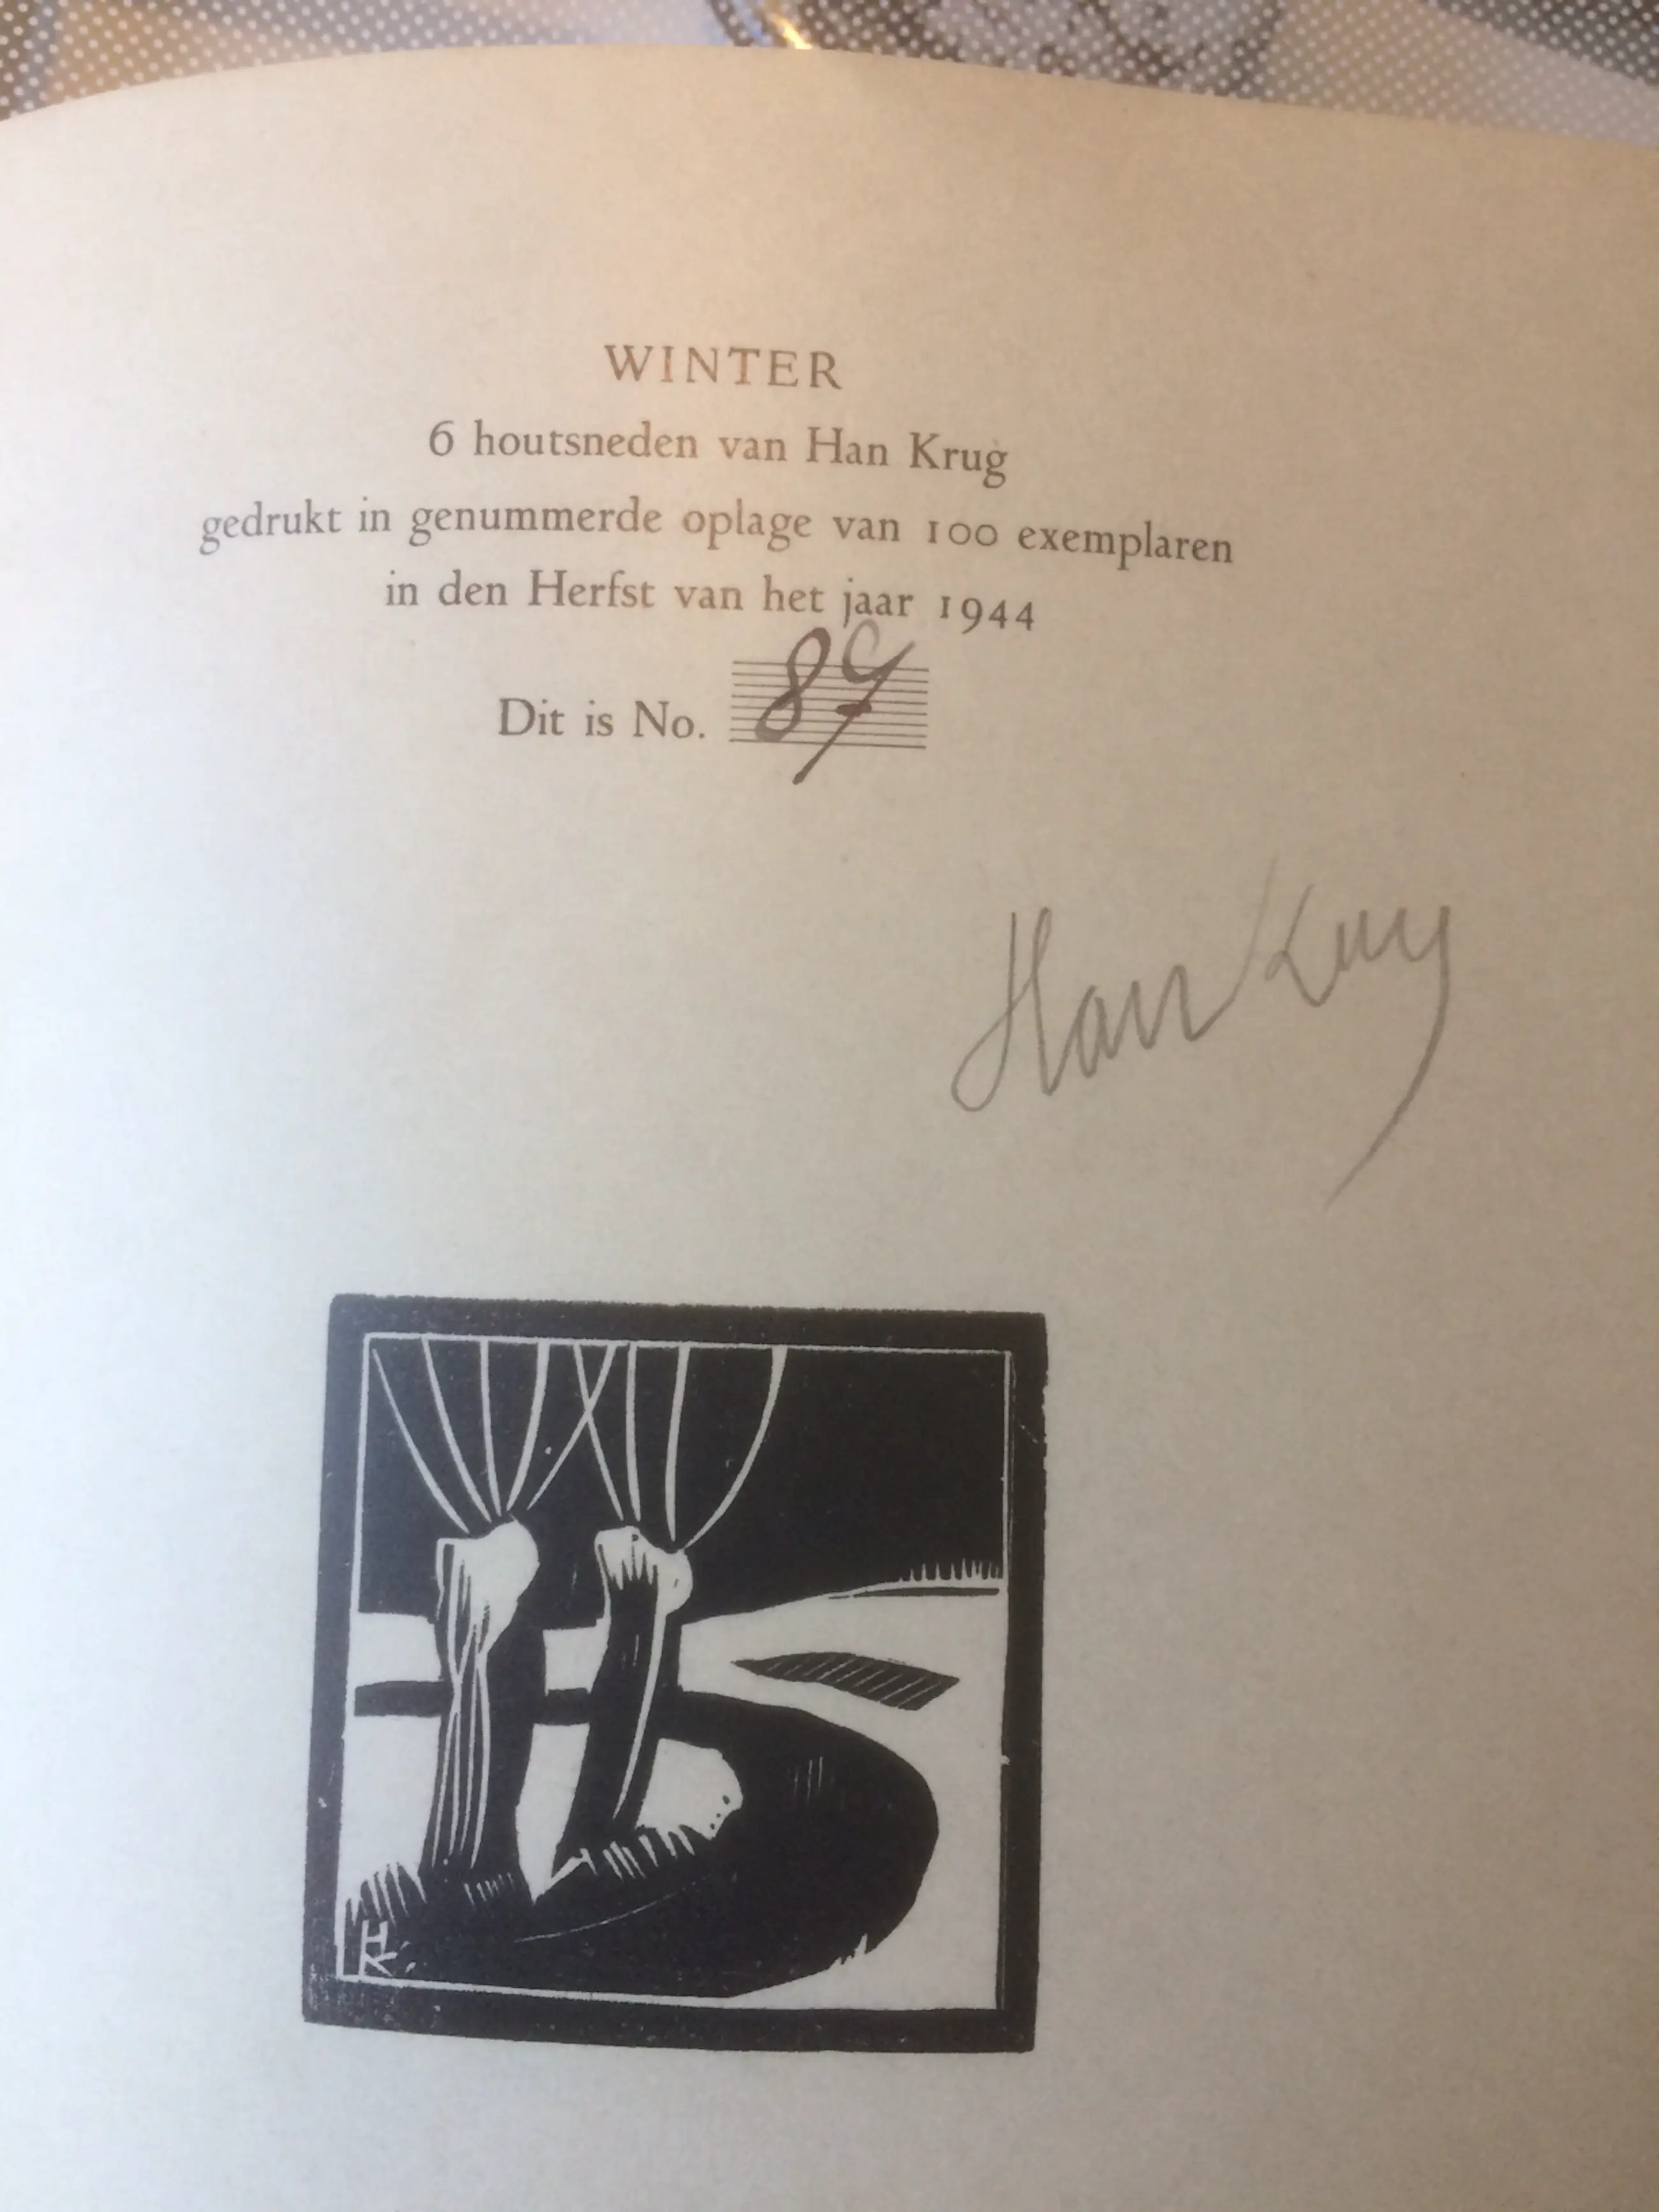 WINTER
6 houtsneden van Han Krug
gedrukt in genummerde oplage van 100 exemplaren
in den Herfst van het jaar 1944
Dit is No. 87
Han Krug
HK